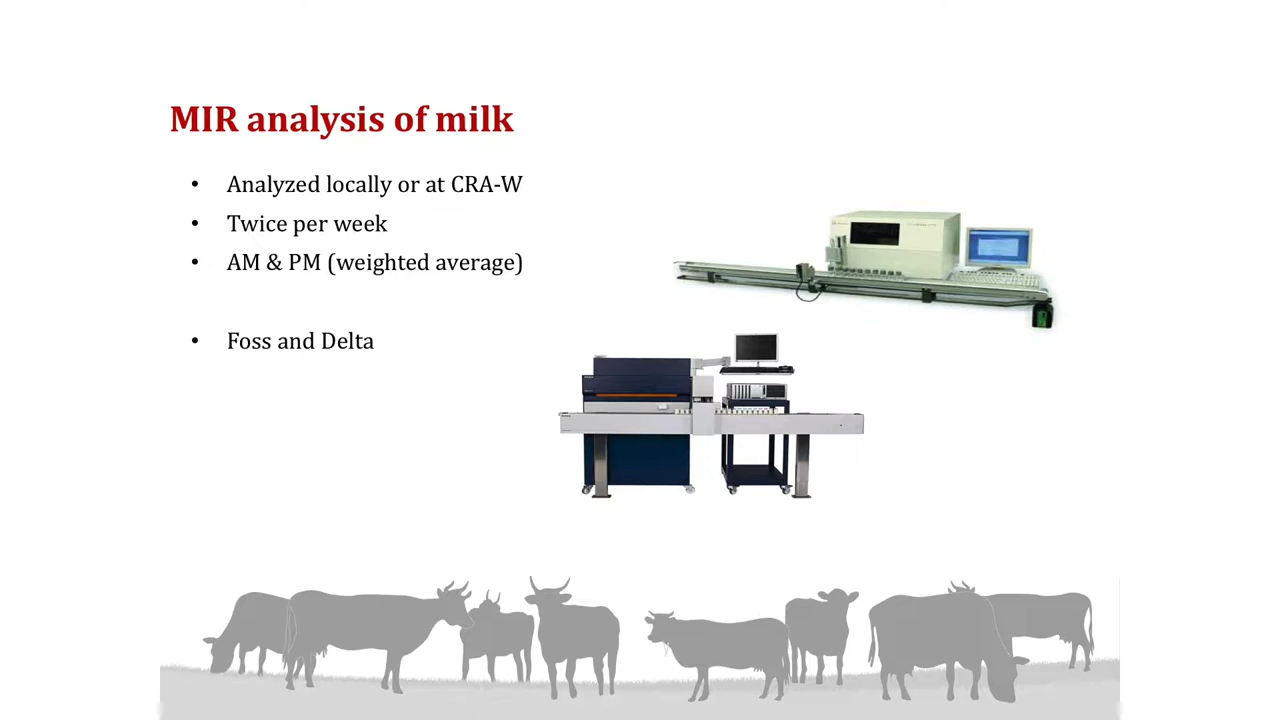 MIR analysis of milk
• Analyzed locally or at CRA-W
• Twice per week
• AM & PM (weighted average)
• Foss and Delta